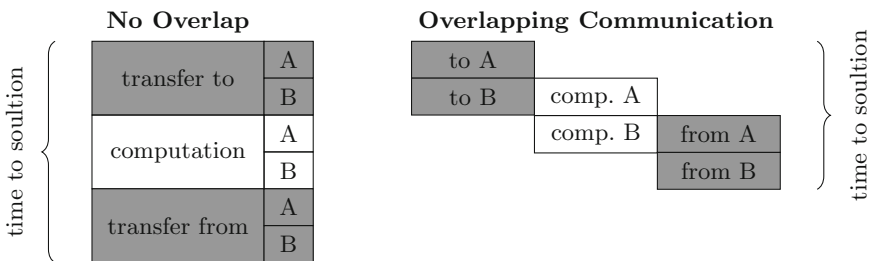 No Overlap
Overlapping Communication
time to soultion
transfer to
A
B
computation
A
B
transfer from
A
B
to A
to B
comp. A
comp. B
from A
from B
time to soultion